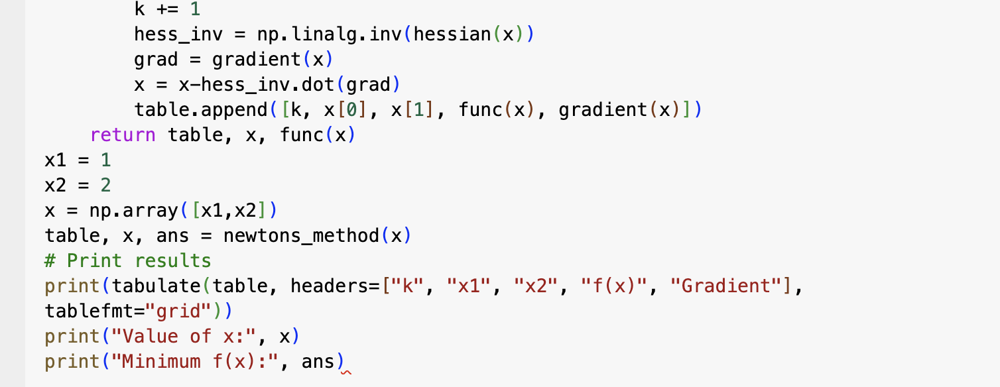 k += 1
hess_inv = np.linalg.inv(hessian(x))
grad = gradient(x)
x = x-hess_inv.dot(grad)
table.append([k, x[0], x[1], func(x), gradient(x)])
return table, x, func(x)
x1 = 1
x2 = 2
x = np.array([x1,x2])
table, x, ans = newtons_method(x)
# Print results
print(tabulate(table, headers=["k", "x1", "x2", "f(x)", "Gradient"],
tablefmt="grid"))
print("Value of x:", x)
print("Minimum f(x):", ans)